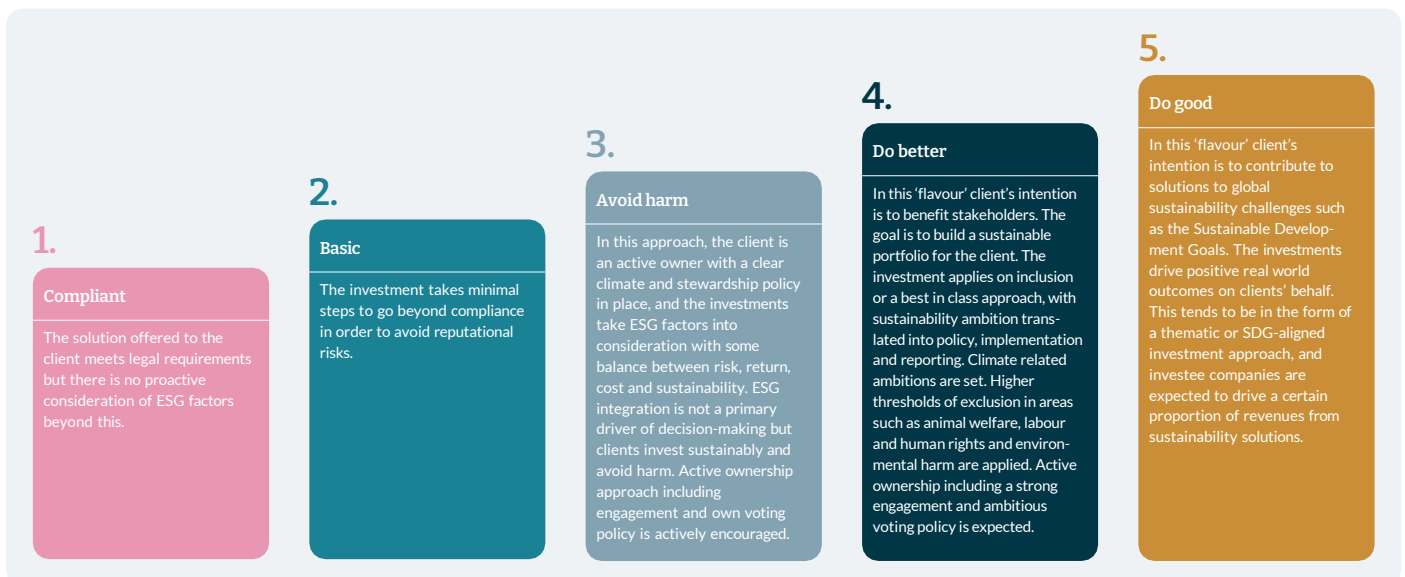 1.
Compliant
The solution offered to the
client meets legal requirements
but there is no proactive
consideration of ESG factors
beyond this.
2.
Basic
The investment takes minimal
steps to go beyond compliance
in order to avoid reputational
risks.
3.
Avoid harm
In this approach, the client is
an active owner with a clear
climate and stewardship policy
in place, and the investments
take ESG factors into
consideration with some
balance between risk, return,
cost and sustainability. ESG
integration is not a primary
driver of decision-making but
clients invest sustainably and
avoid harm. Active ownership
approach including
engagement and own voting
policy is actively encouraged.
4.
Do better
In this ‘flavour’ client’s intention
is to benefit stakeholders. The
goal is to build a sustainable
portfolio for the client. The
investment applies on inclusion
or a best in class approach, with
sustainability ambition trans-
lated into policy, implementation
and reporting. Climate related
ambitions are set. Higher
thresholds of exclusion in areas
such as animal welfare, labour
and human rights and environ-
mental harm are applied. Active
ownership including a strong
engagement and ambitious
voting policy is expected.
5.
Do good
In this ‘flavour’ client’s
intention is to contribute to
solutions to global
sustainability challenges such
as the Sustainable Develop-
ment Goals. The investments
drive positive real world
outcomes on clients’ behalf.
This tends to be in the form of
a thematic or SDG-aligned
investment approach, and
investee companies are
expected to drive a certain
proportion of revenues from
sustainability solutions.